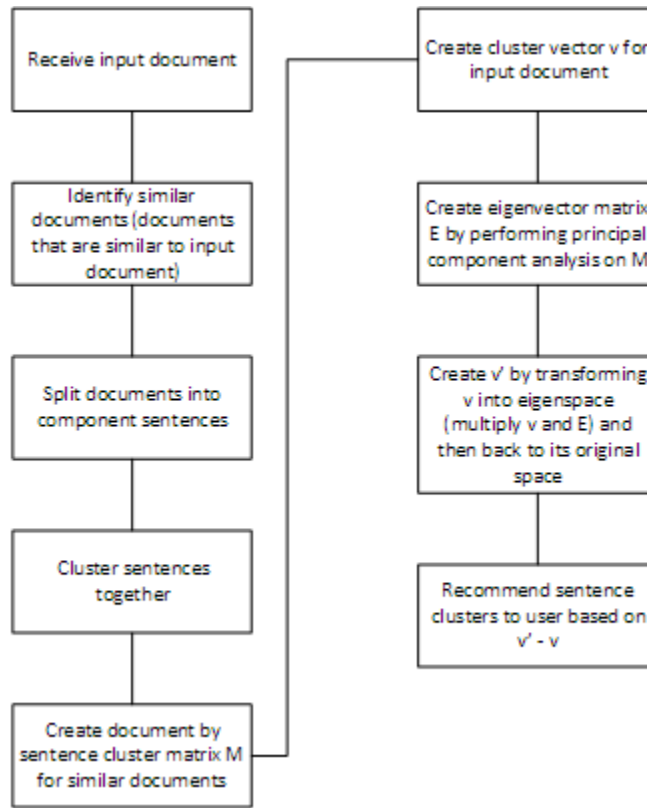 Receive input document
Identify similar
documents (documents
that are similar to input
document)
Split documents into
component sentences
Cluster sentences
together
Create document by
sentence cluster matrix M
for similar documents
Create cluster vector v for
input document
Create eigenvector matrix
E by performing principal
component analysis on M
Create v' by transforming
v into eigenspace
(multiply v and E) and
then back to its original
space
Recommend sentence
clusters to user based on
v' - v